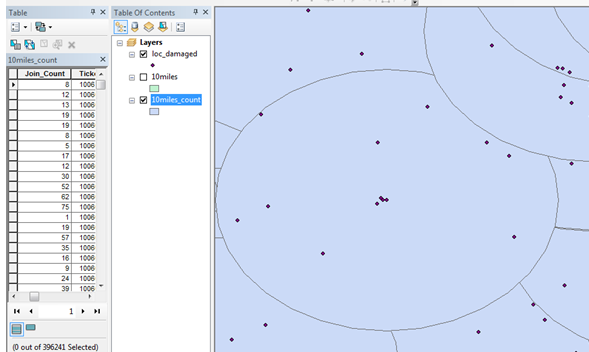 Table
Table Of Contents
10miles_count
Join_Count Ticke
8 1006
12 1006
13 1006
19 1006
19 1006
8 1006
5 1006
17 1006
12 1006
30 1006
52 1006
62 1006
75 1006
1 1006
19 1006
57 1006
35 1006
16 1006
9 1006
24 1006
39 1006
1
(0 out of 396241 Selected)
Layers
loc_damaged
10miles
10miles_count